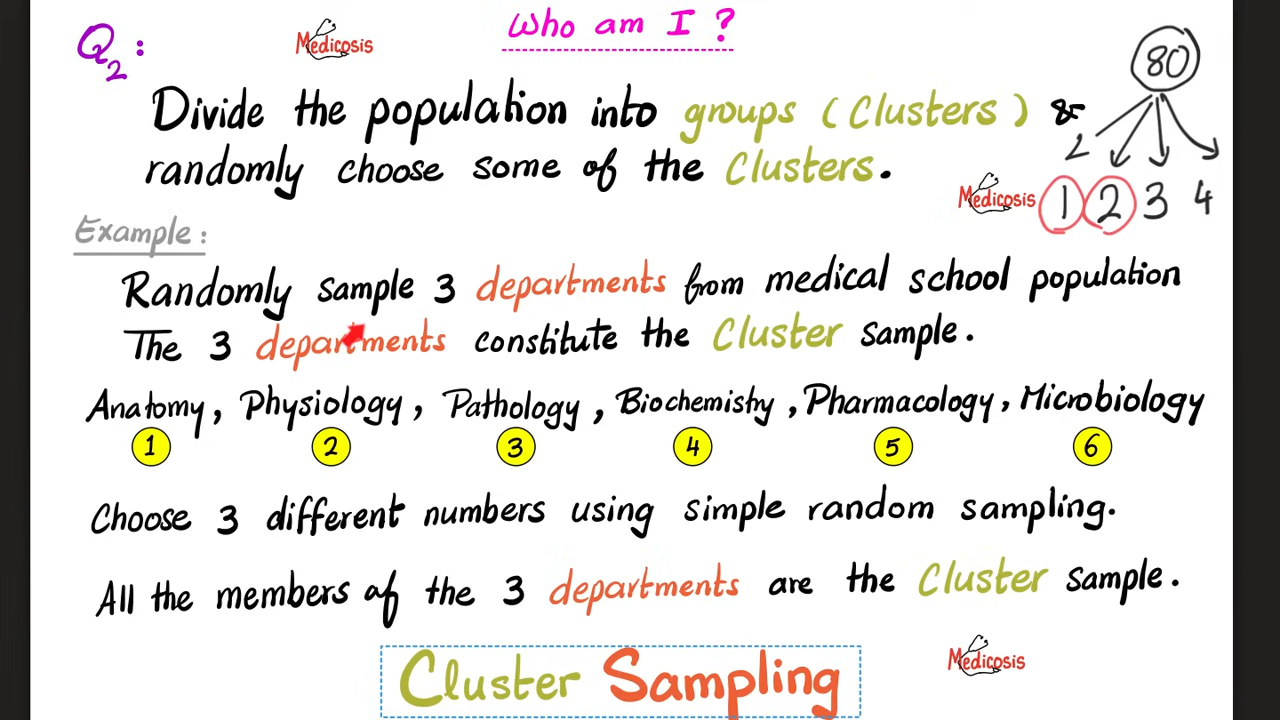 Who am I ?
Q2:
Medicosis
80
Divide the population into groups (Clusters) &
randomly choose some of the Clusters.
Medicosis
1 2 3 4
Example:
Randomly sample 3 departments from medical school population
The 3 departments constitute the Cluster sample.
Anatomy, Physiology, Pathology, Biochemistry, Pharmacology, Microbiology
1 2 3 4 5 6
Choose 3 different numbers using simple random sampling.
All the members of the 3 departments are the Cluster sample.
Cluster Sampling
Medicosis